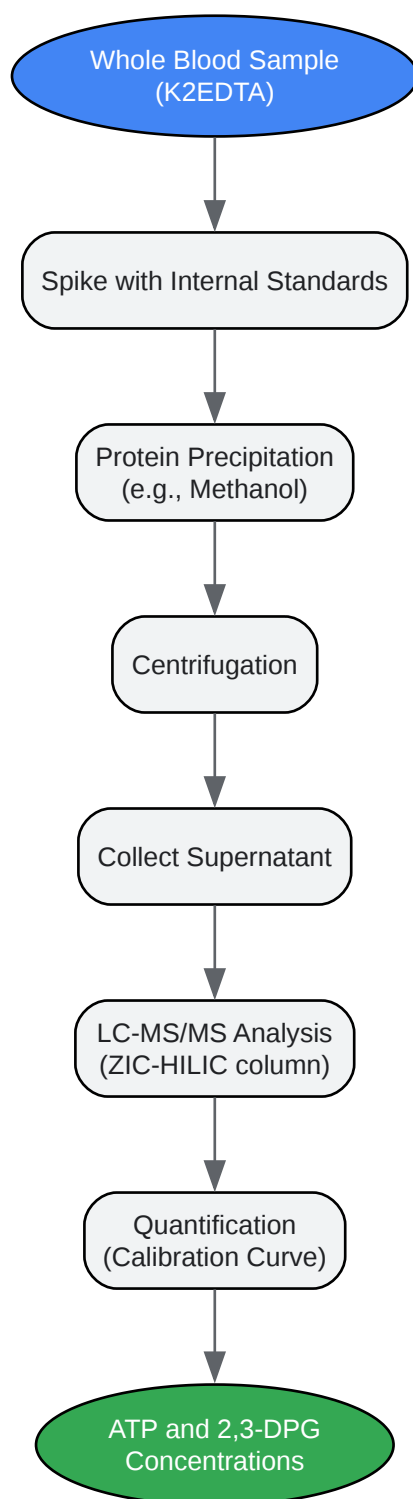 Whole Blood Sample
(K2EDTA)
Spike with Internal Standards
Protein Precipitation
(e.g., Methanol)
Centrifugation
Collect Supernatant
LC-MS/MS Analysis
(ZIC-HILIC column)
Quantification
(Calibration Curve)
ATP and 2,3-DPG
Concentrations